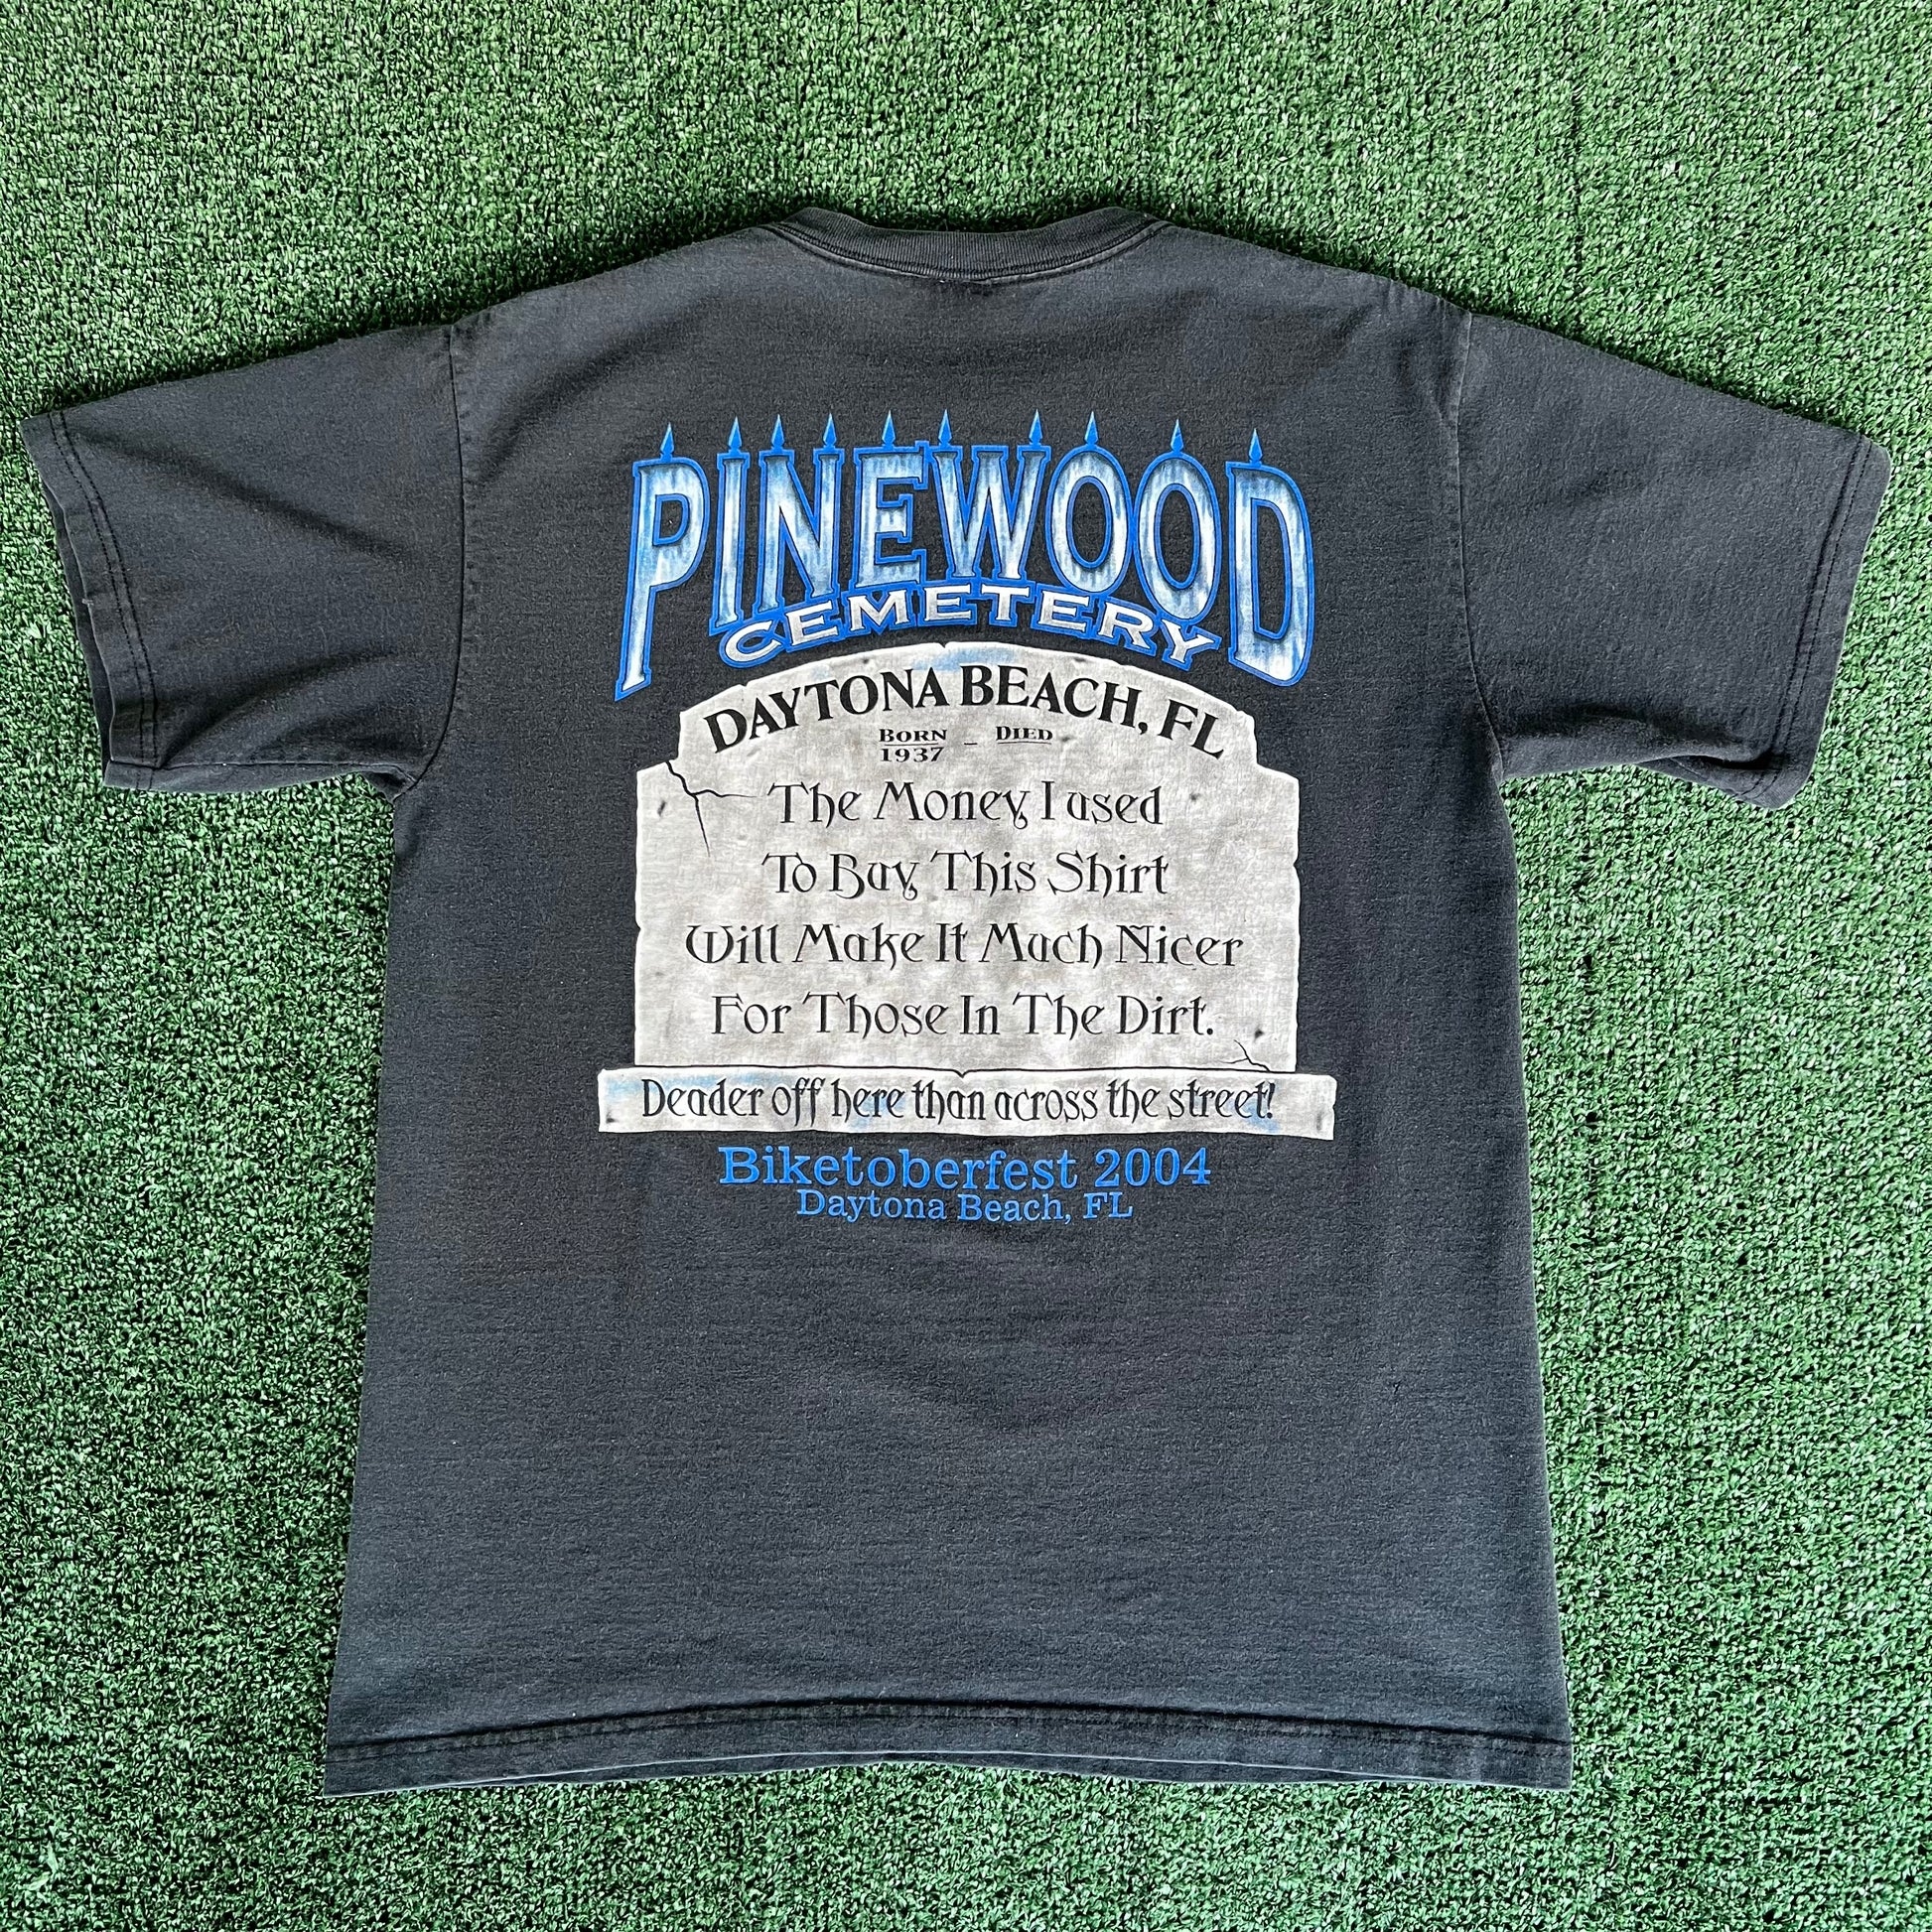 PINEWOOD
CEMETERY
DAYTONA BEACH, FL
BORN – DIED
1937
The Money I used
To Buy This Shirt
Will Make It Much Nicer
For Those In The Dirt.
Deader off here than across the street!
Biketoberfest 2004
Daytona Beach, FL